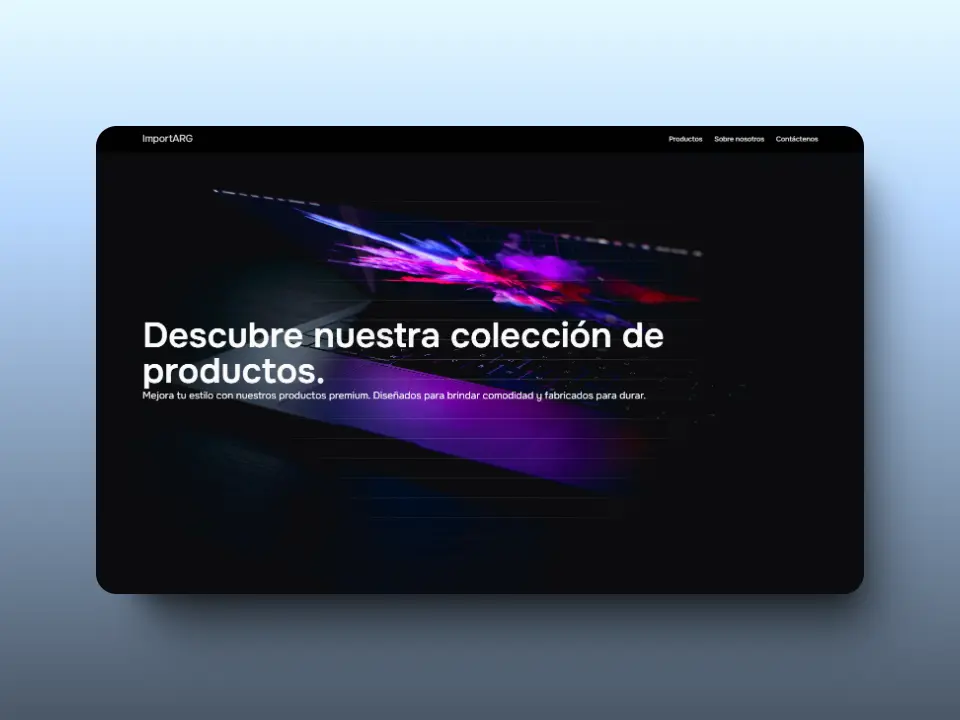 ImportARG
Productos Sobre nosotros Contáctenos
Descubre nuestra colección de
productos.
Mejora tu estilo con nuestros productos premium. Diseñados para brindar comodidad y fabricados para durar.